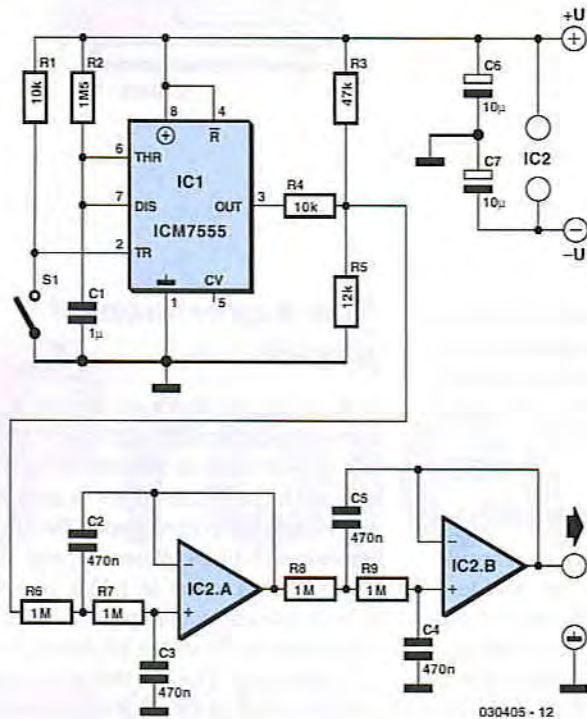 +U
R1
10k
R2
1M5
8
4
R
6
THR
IC1
7
DIS
OUT
3
ICM7555
2
TR
CV
1
5
S1
C1
1µ
R3
47k
R4
10k
R5
12k
C6
10µ
C7
10µ
IC2
-U
C2
470n
R6
1M
R7
1M
C3
470n
IC2.A
R8
1M
R9
1M
C5
470n
IC2.B
C4
470n
030405 - 12